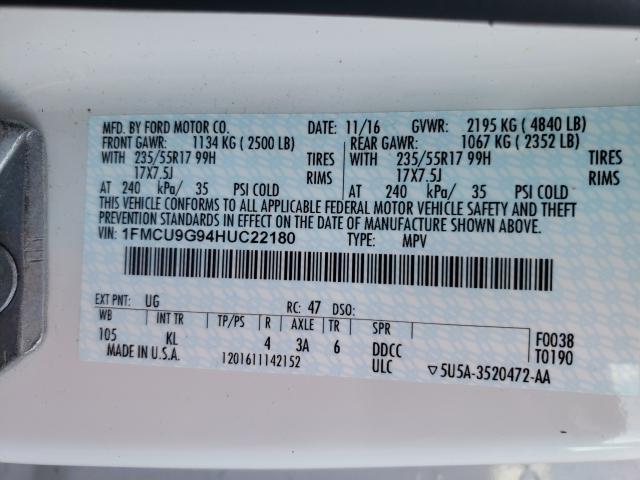 MFD. BY FORD MOTOR CO. DATE: 11/16 GVWR: 2195 KG ( 4840 LB)
FRONT GAWR: 1134 KG ( 2500 LB) REAR GAWR: 1067 KG ( 2352 LB)
WITH 235/55R17 99H TIRES WITH 235/55R17 99H TIRES
17X7.5J RIMS 17X7.5J RIMS
AT 240 kPa/ 35 PSI COLD AT 240 kPa/ 35 PSI COLD
THIS VEHICLE CONFORMS TO ALL APPLICABLE FEDERAL MOTOR VEHICLE SAFETY AND THEFT
PREVENTION STANDARDS IN EFFECT ON THE DATE OF MANUFACTURE SHOWN ABOVE.
VIN: 1FMCU9G94HUC22180 TYPE: MPV
EXT PNT: UG RC: 47 DSO:
WB INT TR TP/PS R AXLE TR SPR F0038
105 KL 4 3A 6 DDCC T0190
MADE IN U.S.A. 1201611142152 ULC ▽5U5A-3520472-AA